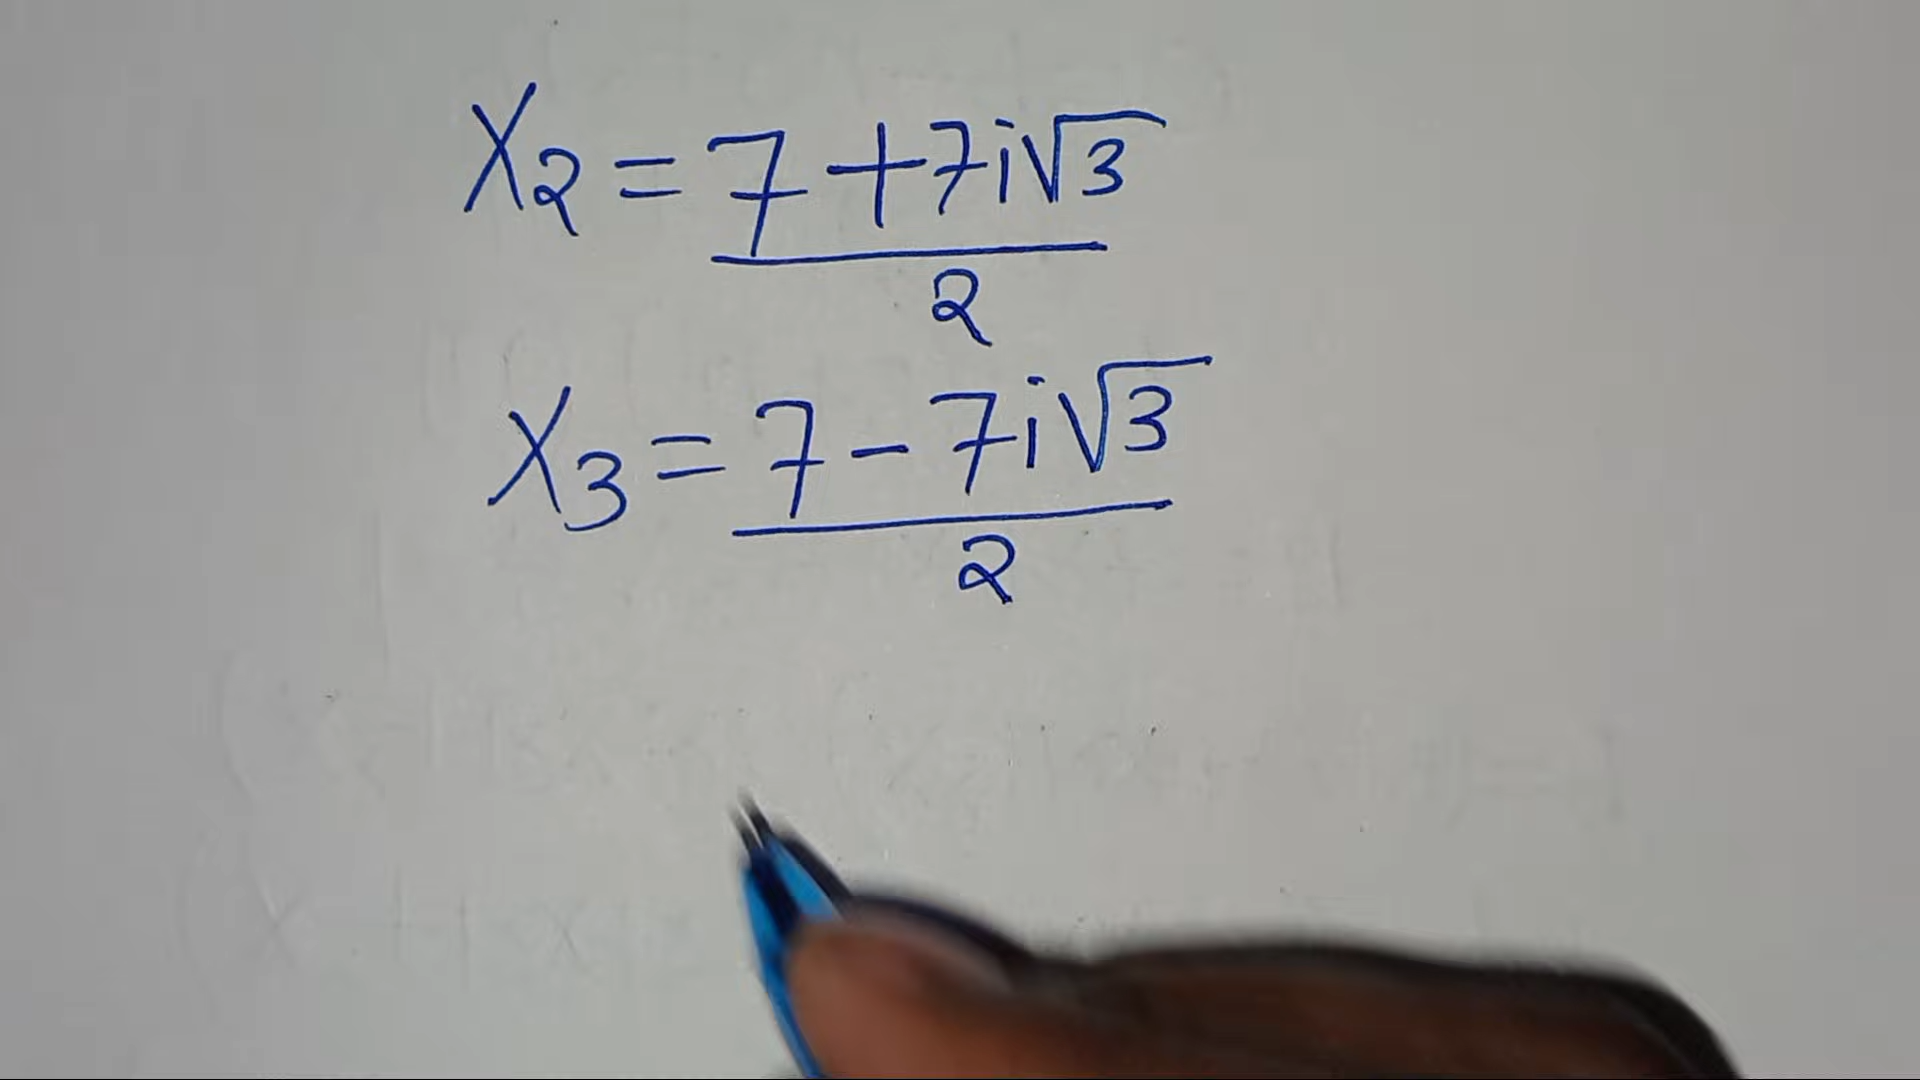 X₂ = 7 + 7i√3
2
X₃ = 7 - 7i√3
2